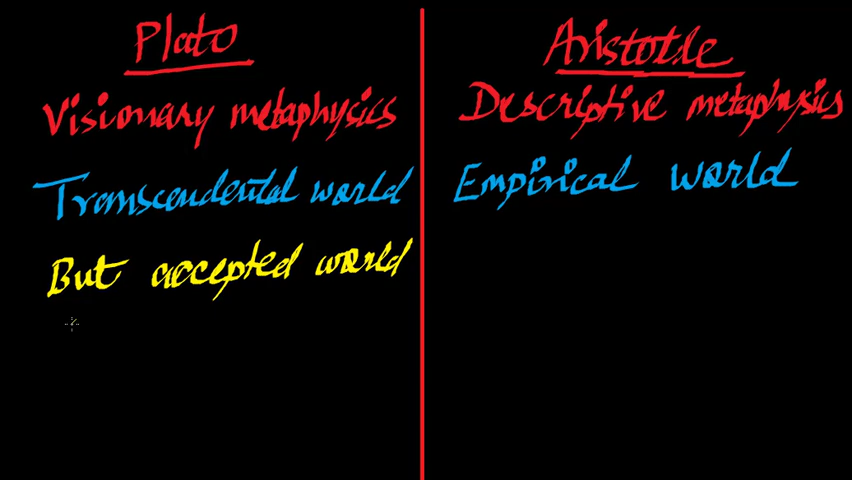 Plato
Visionary metaphysics
Transcendental world
But accepted world
Aristotle
Descriptive metaphysics
Empirical world